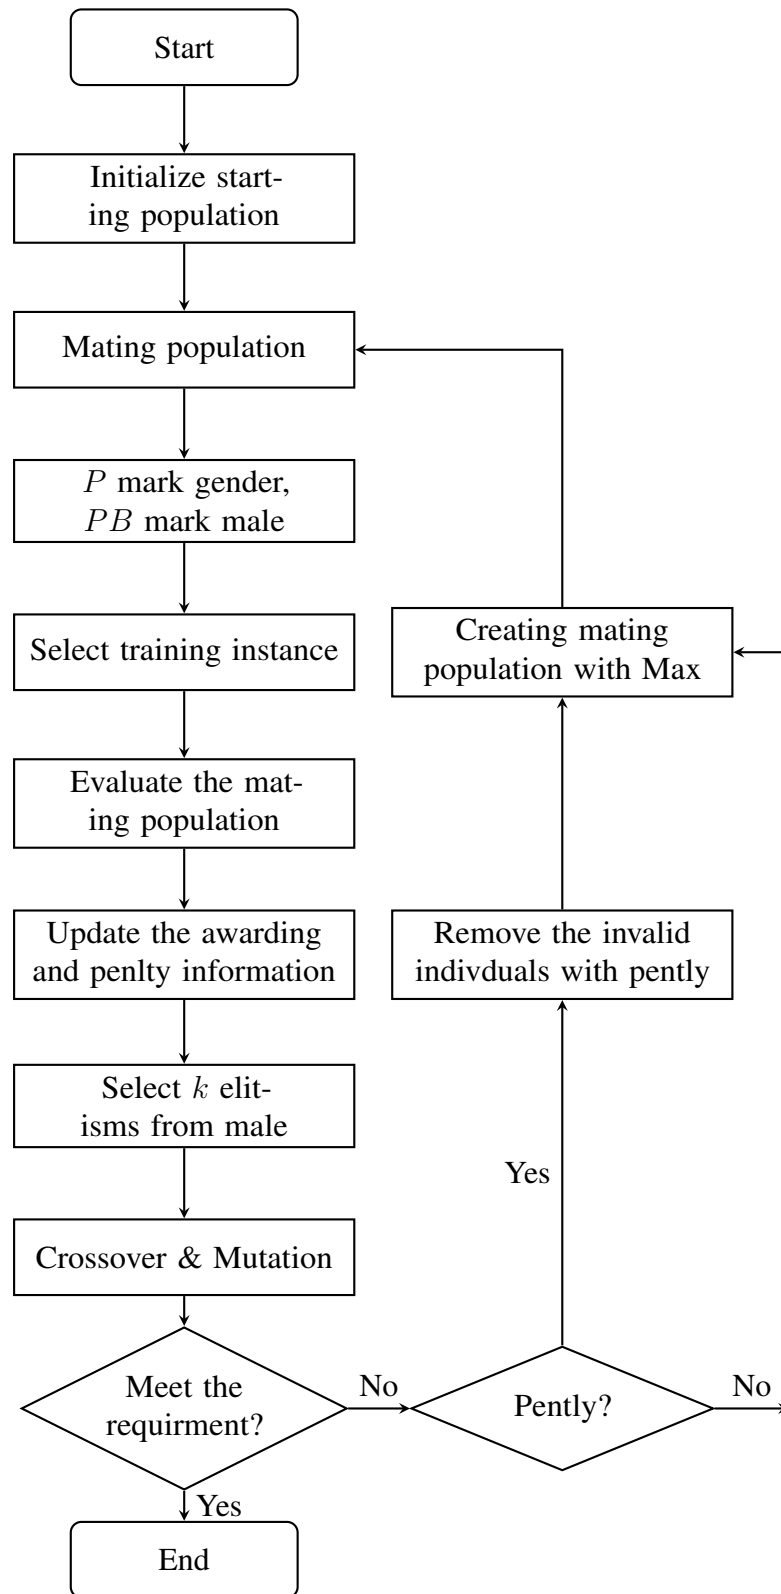 Start
Initialize start-
ing population
Mating population
P mark gender,
PB mark male
Select training instance
Creating mating
population with Max
Evaluate the mat-
ing population
Update the awarding
and penlty information
Remove the invalid
indivduals with pently
Select k elit-
isms from male
Yes
Crossover & Mutation
Meet the
requirment?
No
Pently?
No
Yes
End